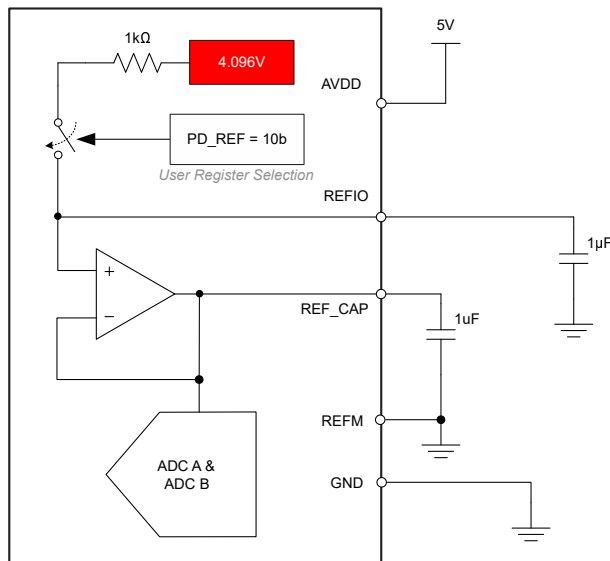 1kΩ
4.096V
5V
AVDD
PD_REF = 10b
User Register Selection
REFIO
1µF
+
−
REF_CAP
1uF
REFM
ADC A &
ADC B
GND